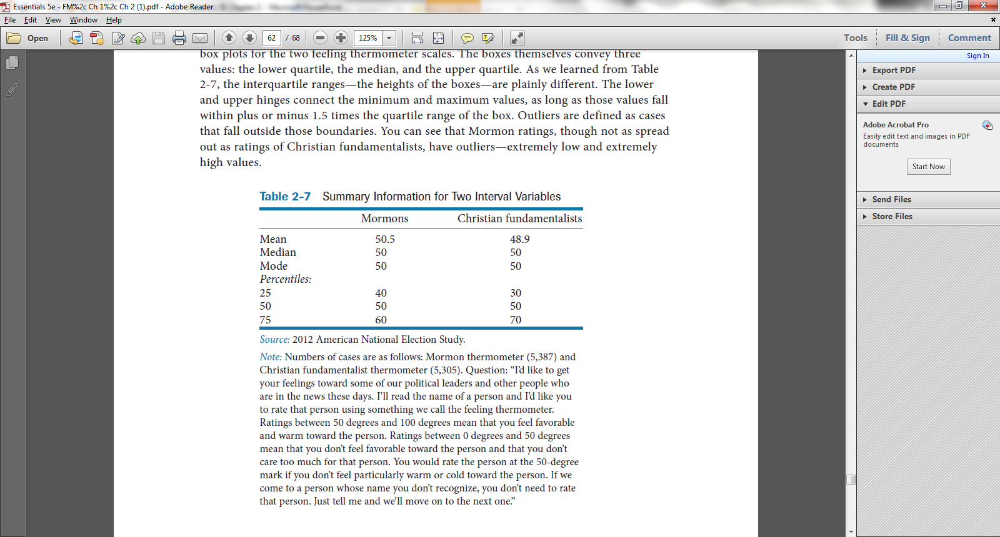 Essentials 5e - FM%2c Ch 1%2c Ch 2 (1).pdf - Adobe Reader
File Edit View Window Help
Open 62 / 68 125% Tools Fill & Sign Comment
Sign In
Export PDF
Create PDF
Edit PDF
Adobe Acrobat Pro
Easily edit text and images in PDF
documents
Start Now
Send Files
Store Files
box plots for the two feeling thermometer scales. The boxes themselves convey three
values: the lower quartile, the median, and the upper quartile. As we learned from Table
2-7, the interquartile ranges—the heights of the boxes—are plainly different. The lower
and upper hinges connect the minimum and maximum values, as long as those values fall
within plus or minus 1.5 times the quartile range of the box. Outliers are defined as cases
that fall outside those boundaries. You can see that Mormon ratings, though not as spread
out as ratings of Christian fundamentalists, have outliers—extremely low and extremely
high values.
Table 2-7 Summary Information for Two Interval Variables
Mormons Christian fundamentalists
Mean 50.5 48.9
Median 50 50
Mode 50 50
Percentiles:
25 40 30
50 50 50
75 60 70
Source: 2012 American National Election Study.
Note: Numbers of cases are as follows: Mormon thermometer (5,387) and
Christian fundamentalist thermometer (5,305). Question: “I’d like to get
your feelings toward some of our political leaders and other people who
are in the news these days. I’ll read the name of a person and I’d like you
to rate that person using something we call the feeling thermometer.
Ratings between 50 degrees and 100 degrees mean that you feel favorable
and warm toward the person. Ratings between 0 degrees and 50 degrees
mean that you don’t feel favorable toward the person and that you don’t
care too much for that person. You would rate the person at the 50-degree
mark if you don’t feel particularly warm or cold toward the person. If we
come to a person whose name you don’t recognize, you don’t need to rate
that person. Just tell me and we’ll move on to the next one.”